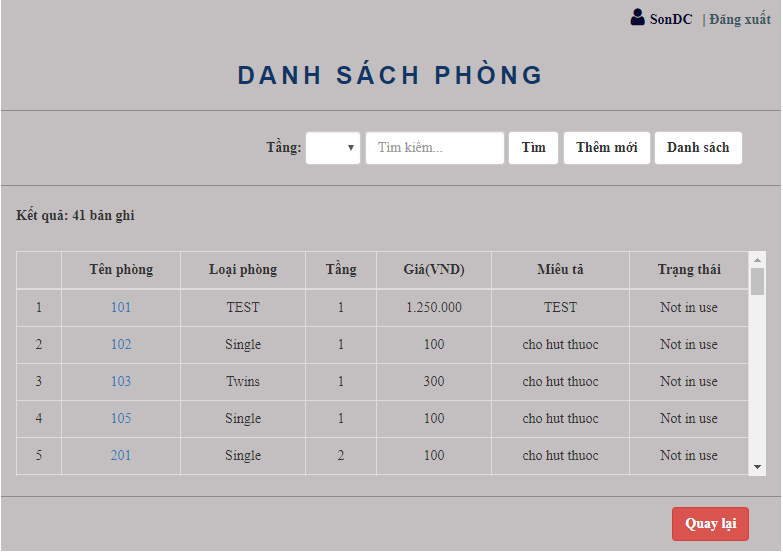 SonDC | Đăng xuất
DANH SÁCH PHÒNG
Tầng: Tìm kiếm... Tìm Thêm mới Danh sách
Kết quả: 41 bản ghi
Tên phòng Loại phòng Tầng Giá(VND) Miêu tả Trạng thái
1 101 TEST 1 1.250.000 TEST Not in use
2 102 Single 1 100 cho hut thuoc Not in use
3 103 Twins 1 300 cho hut thuoc Not in use
4 105 Single 1 100 cho hut thuoc Not in use
5 201 Single 2 100 cho hut thuoc Not in use
Quay lại